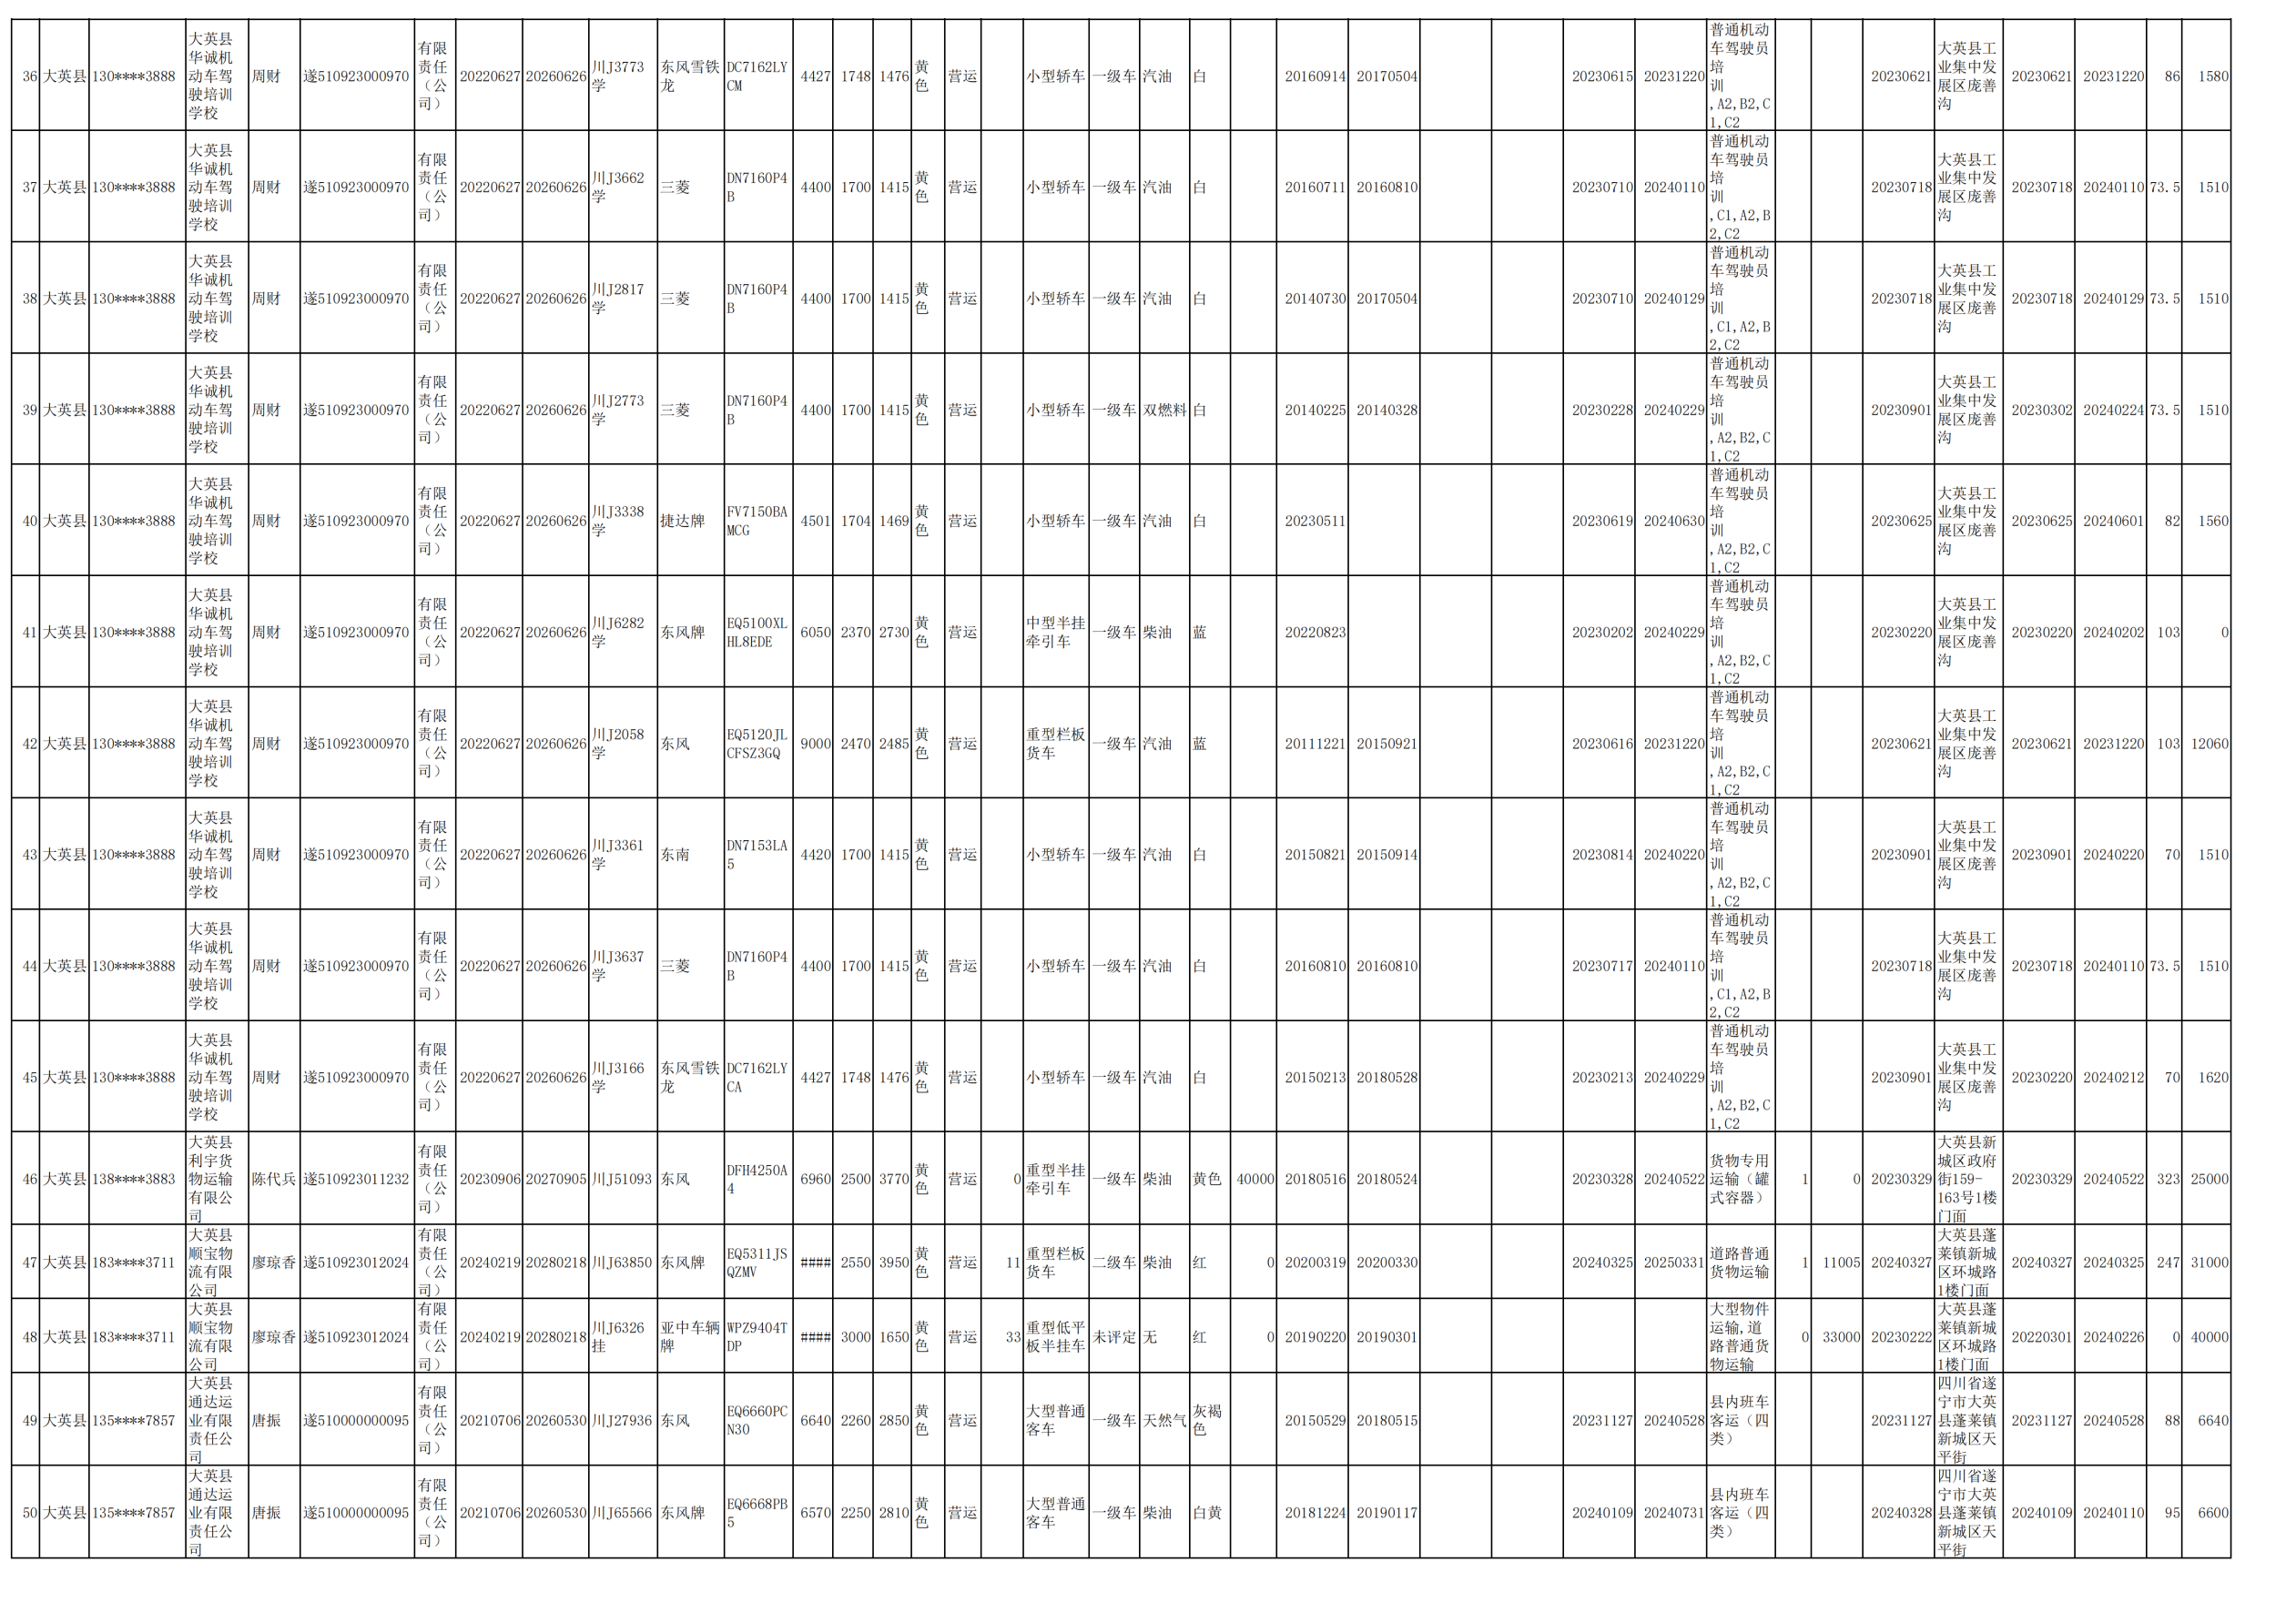 36 大英县 130****3888 大英县华诚机动车驾驶培训学校 周财 遂510923000970 有限责任（公司） 20220627 20260626 川J3773学 东风雪铁龙 DC7162LYCM 4427 1748 1476 黄色 营运 小型轿车 一级车 汽油 白 20160914 20170504 20230615 20231220 普通机动车驾驶员培训,A2,B2,C1,C2 20230621 大英县工业集中发展区庞善沟 20230621 20231220 86 1580
37 大英县 130****3888 大英县华诚机动车驾驶培训学校 周财 遂510923000970 有限责任（公司） 20220627 20260626 川J3662学 三菱 DN7160P4B 4400 1700 1415 黄色 营运 小型轿车 一级车 汽油 白 20160711 20160810 20230710 20240110 普通机动车驾驶员培训,C1,A2,B2,C2 20230718 大英县工业集中发展区庞善沟 20230718 20240110 73.5 1510
38 大英县 130****3888 大英县华诚机动车驾驶培训学校 周财 遂510923000970 有限责任（公司） 20220627 20260626 川J2817学 三菱 DN7160P4B 4400 1700 1415 黄色 营运 小型轿车 一级车 汽油 白 20140730 20170504 20230710 20240129 普通机动车驾驶员培训,C1,A2,B2,C2 20230718 大英县工业集中发展区庞善沟 20230718 20240129 73.5 1510
39 大英县 130****3888 大英县华诚机动车驾驶培训学校 周财 遂510923000970 有限责任（公司） 20220627 20260626 川J2773学 三菱 DN7160P4B 4400 1700 1415 黄色 营运 小型轿车 一级车 双燃料 白 20140225 20140328 20230228 20240229 普通机动车驾驶员培训,A2,B2,C1,C2 20230901 大英县工业集中发展区庞善沟 20230302 20240224 73.5 1510
40 大英县 130****3888 大英县华诚机动车驾驶培训学校 周财 遂510923000970 有限责任（公司） 20220627 20260626 川J3338学 捷达牌 FV7150BAMCG 4501 1704 1469 黄色 营运 小型轿车 一级车 汽油 白 20230511 20230619 20240630 普通机动车驾驶员培训,A2,B2,C1,C2 20230625 大英县工业集中发展区庞善沟 20230625 20240601 82 1560
41 大英县 130****3888 大英县华诚机动车驾驶培训学校 周财 遂510923000970 有限责任（公司） 20220627 20260626 川J6282学 东风牌 EQ5100XLHL8EDE 6050 2370 2730 黄色 营运 中型半挂牵引车 一级车 柴油 蓝 20220823 20230202 20240229 普通机动车驾驶员培训,A2,B2,C1,C2 20230220 大英县工业集中发展区庞善沟 20230220 20240202 103 0
42 大英县 130****3888 大英县华诚机动车驾驶培训学校 周财 遂510923000970 有限责任（公司） 20220627 20260626 川J2058学 东风 EQ5120JLCFSZ3GQ 9000 2470 2485 黄色 营运 重型栏板货车 一级车 汽油 蓝 20111221 20150921 20230616 20231220 普通机动车驾驶员培训,A2,B2,C1,C2 20230621 大英县工业集中发展区庞善沟 20230621 20231220 103 12060
43 大英县 130****3888 大英县华诚机动车驾驶培训学校 周财 遂510923000970 有限责任（公司） 20220627 20260626 川J3361学 东南 DN7153LA5 4420 1700 1415 黄色 营运 小型轿车 一级车 汽油 白 20150821 20150914 20230814 20240220 普通机动车驾驶员培训,A2,B2,C1,C2 20230901 大英县工业集中发展区庞善沟 20230901 20240220 70 1510
44 大英县 130****3888 大英县华诚机动车驾驶培训学校 周财 遂510923000970 有限责任（公司） 20220627 20260626 川J3637学 三菱 DN7160P4B 4400 1700 1415 黄色 营运 小型轿车 一级车 汽油 白 20160810 20160810 20230717 20240110 普通机动车驾驶员培训,C1,A2,B2,C2 20230718 大英县工业集中发展区庞善沟 20230718 20240110 73.5 1510
45 大英县 130****3888 大英县华诚机动车驾驶培训学校 周财 遂510923000970 有限责任（公司） 20220627 20260626 川J3166学 东风雪铁龙 DC7162LYCA 4427 1748 1476 黄色 营运 小型轿车 一级车 汽油 白 20150213 20180528 20230213 20240229 普通机动车驾驶员培训,A2,B2,C1,C2 20230901 大英县工业集中发展区庞善沟 20230220 20240212 70 1620
46 大英县 138****3883 大英县利宇货物运输有限公司 陈代兵 遂510923011232 有限责任（公司） 20230906 20270905 川J51093 东风 DFH4250A4 6960 2500 3770 黄色 营运 0 重型半挂牵引车 一级车 柴油 黄色 40000 20180516 20180524 20230328 20240522 货物专用运输（罐式容器） 1 0 20230329 大英县新城区政府街159-163号1楼门面 20230329 20240522 323 25000
47 大英县 183****3711 大英县顺宝物流有限公司 廖琼香 遂510923012024 有限责任（公司） 20240219 20280218 川J63850 东风牌 EQ5311JSQZMV #### 2550 3950 黄色 营运 11 重型栏板货车 二级车 柴油 红 0 20200319 20200330 20240325 20250331 道路普通货物运输 1 11005 20240327 大英县蓬莱镇新城区环城路1楼门面 20240327 20240325 247 31000
48 大英县 183****3711 大英县顺宝物流有限公司 廖琼香 遂510923012024 有限责任（公司） 20240219 20280218 川J6326挂 亚中车辆牌 WPZ9404TDP #### 3000 1650 黄色 营运 33 重型低平板半挂车 未评定 无 红 0 20190220 20190301 大型物件运输,道路普通货物运输 0 33000 20230222 大英县蓬莱镇新城区环城路1楼门面 20220301 20240226 0 40000
49 大英县 135****7857 大英县通达运业有限责任公司 唐振 遂510000000095 有限责任（公司） 20210706 20260530 川J27936 东风 EQ6660PCN30 6640 2260 2850 黄色 营运 大型普通客车 一级车 天然气 灰褐色 20150529 20180515 20231127 20240528 县内班车客运（四类） 20231127 四川省遂宁市大英县蓬莱镇新城区天平街 20231127 20240528 88 6640
50 大英县 135****7857 大英县通达运业有限责任公司 唐振 遂510000000095 有限责任（公司） 20210706 20260530 川J65566 东风牌 EQ6668PB5 6570 2250 2810 黄色 营运 大型普通客车 一级车 柴油 白黄 20181224 20190117 20240109 20240731 县内班车客运（四类） 20240328 四川省遂宁市大英县蓬莱镇新城区天平街 20240109 20240110 95 6600